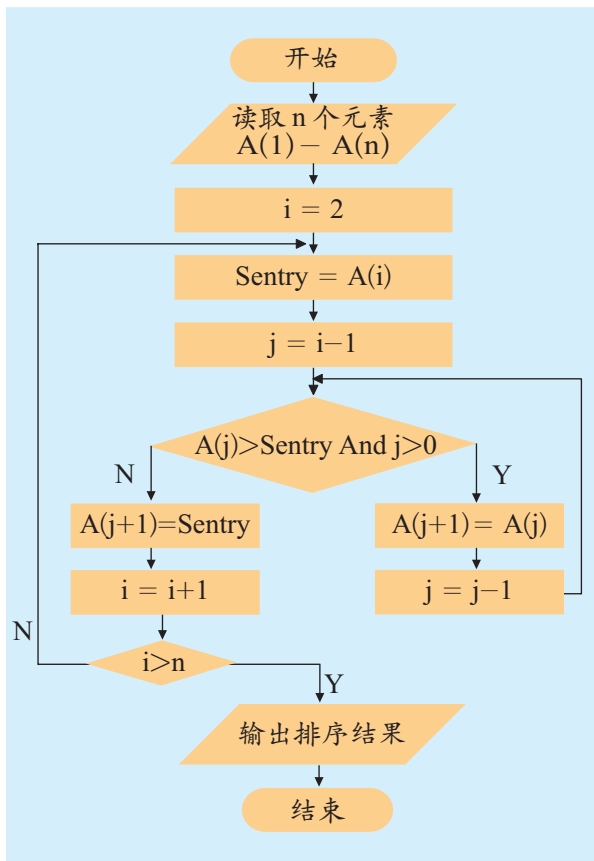 开始
读取 n 个元素
A(1) − A(n)
i = 2
Sentry = A(i)
j = i−1
A(j)>Sentry And j>0
N
Y
A(j+1)=Sentry
A(j+1) = A(j)
i = i+1
j = j−1
N
i>n
Y
输出排序结果
结束